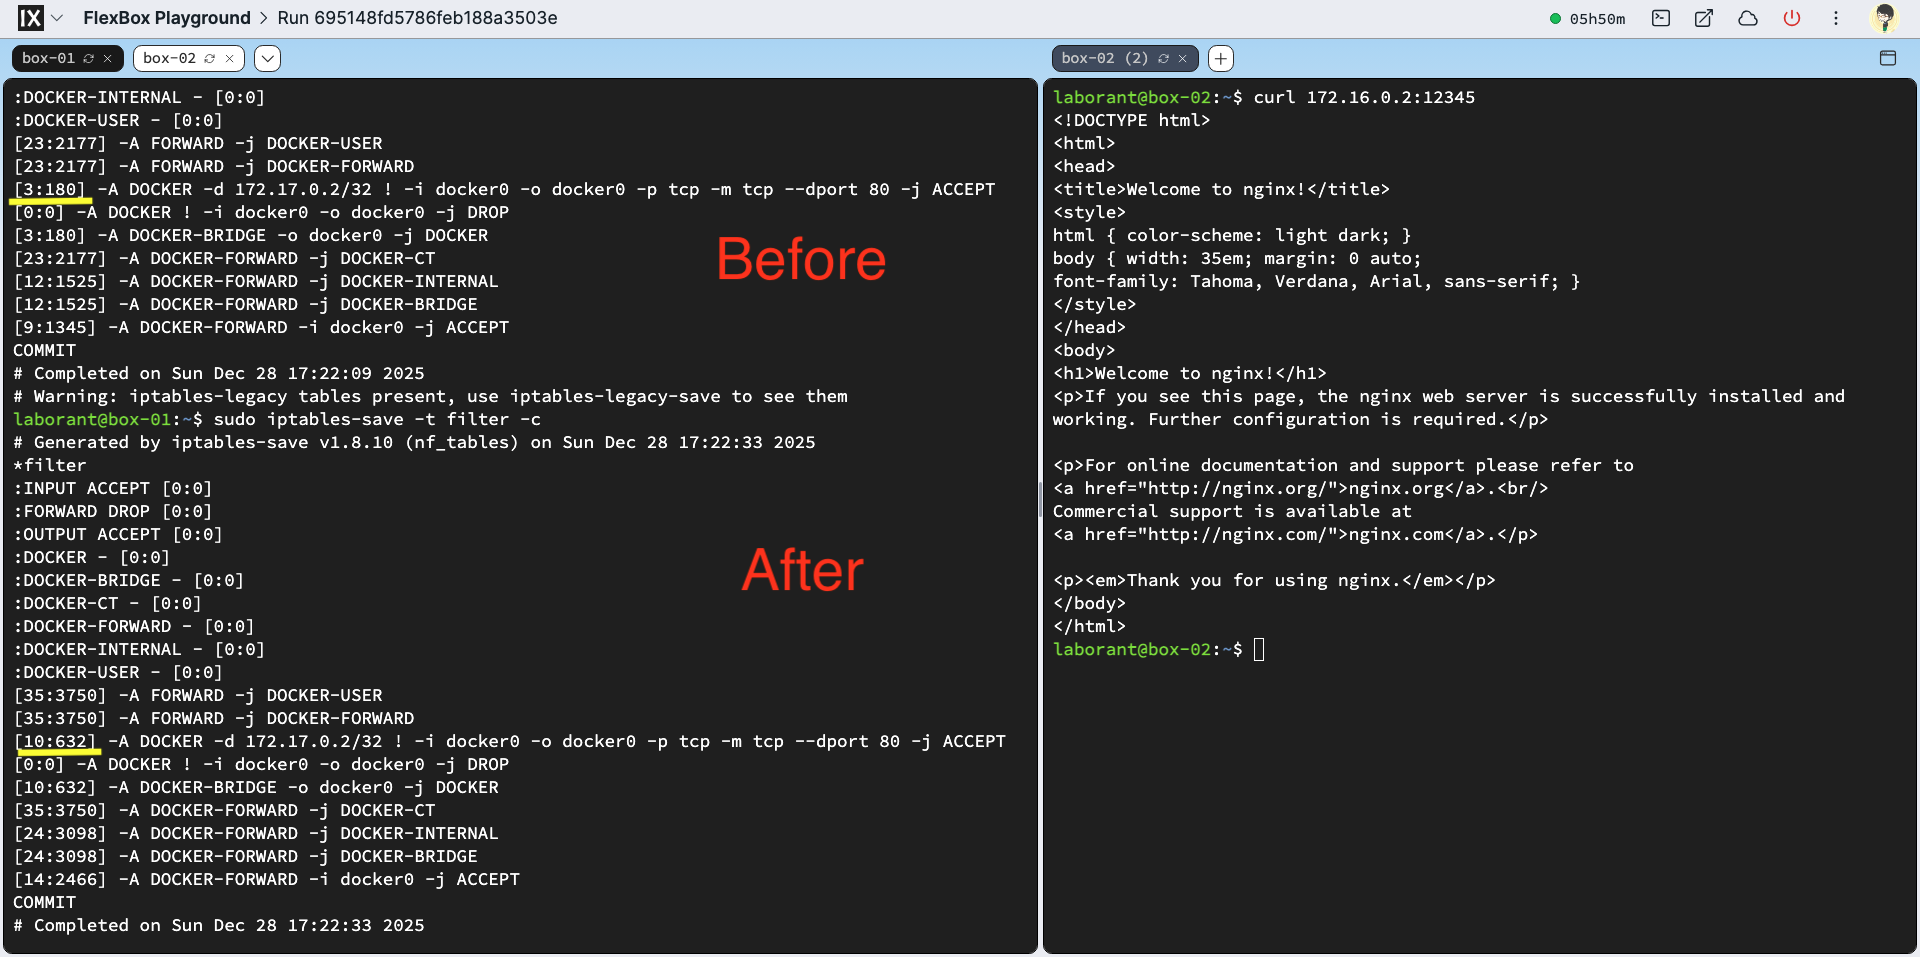 IX FlexBox Playground > Run 695148fd5786feb188a3503e 05h50m
box-01 box-02 box-02 (2)
:DOCKER-INTERNAL - [0:0]
:DOCKER-USER - [0:0]
[23:2177] -A FORWARD -j DOCKER-USER
[23:2177] -A FORWARD -j DOCKER-FORWARD
[3:180] -A DOCKER -d 172.17.0.2/32 ! -i docker0 -o docker0 -p tcp -m tcp --dport 80 -j ACCEPT
[0:0] -A DOCKER ! -i docker0 -o docker0 -j DROP
[3:180] -A DOCKER-BRIDGE -o docker0 -j DOCKER
[23:2177] -A DOCKER-FORWARD -j DOCKER-CT
[12:1525] -A DOCKER-FORWARD -j DOCKER-INTERNAL
[12:1525] -A DOCKER-FORWARD -j DOCKER-BRIDGE
[9:1345] -A DOCKER-FORWARD -i docker0 -j ACCEPT
COMMIT
# Completed on Sun Dec 28 17:22:09 2025
# Warning: iptables-legacy tables present, use iptables-legacy-save to see them
Before
laborant@box-01:~$ sudo iptables-save -t filter -c
# Generated by iptables-save v1.8.10 (nf_tables) on Sun Dec 28 17:22:33 2025
*filter
:INPUT ACCEPT [0:0]
:FORWARD DROP [0:0]
:OUTPUT ACCEPT [0:0]
:DOCKER - [0:0]
:DOCKER-BRIDGE - [0:0]
:DOCKER-CT - [0:0]
:DOCKER-FORWARD - [0:0]
:DOCKER-INTERNAL - [0:0]
:DOCKER-USER - [0:0]
[35:3750] -A FORWARD -j DOCKER-USER
[35:3750] -A FORWARD -j DOCKER-FORWARD
[10:632] -A DOCKER -d 172.17.0.2/32 ! -i docker0 -o docker0 -p tcp -m tcp --dport 80 -j ACCEPT
[0:0] -A DOCKER ! -i docker0 -o docker0 -j DROP
[10:632] -A DOCKER-BRIDGE -o docker0 -j DOCKER
[35:3750] -A DOCKER-FORWARD -j DOCKER-CT
[24:3098] -A DOCKER-FORWARD -j DOCKER-INTERNAL
[24:3098] -A DOCKER-FORWARD -j DOCKER-BRIDGE
[14:2466] -A DOCKER-FORWARD -i docker0 -j ACCEPT
COMMIT
# Completed on Sun Dec 28 17:22:33 2025
After
laborant@box-02:~$ curl 172.16.0.2:12345
<!DOCTYPE html>
<html>
<head>
<title>Welcome to nginx!</title>
<style>
html { color-scheme: light dark; }
body { width: 35em; margin: 0 auto;
font-family: Tahoma, Verdana, Arial, sans-serif; }
</style>
</head>
<body>
<h1>Welcome to nginx!</h1>
<p>If you see this page, the nginx web server is successfully installed and
working. Further configuration is required.</p>
<p>For online documentation and support please refer to
<a href="http://nginx.org/">nginx.org</a>.<br/>
Commercial support is available at
<a href="http://nginx.com/">nginx.com</a>.</p>
<p><em>Thank you for using nginx.</em></p>
</body>
</html>
laborant@box-02:~$